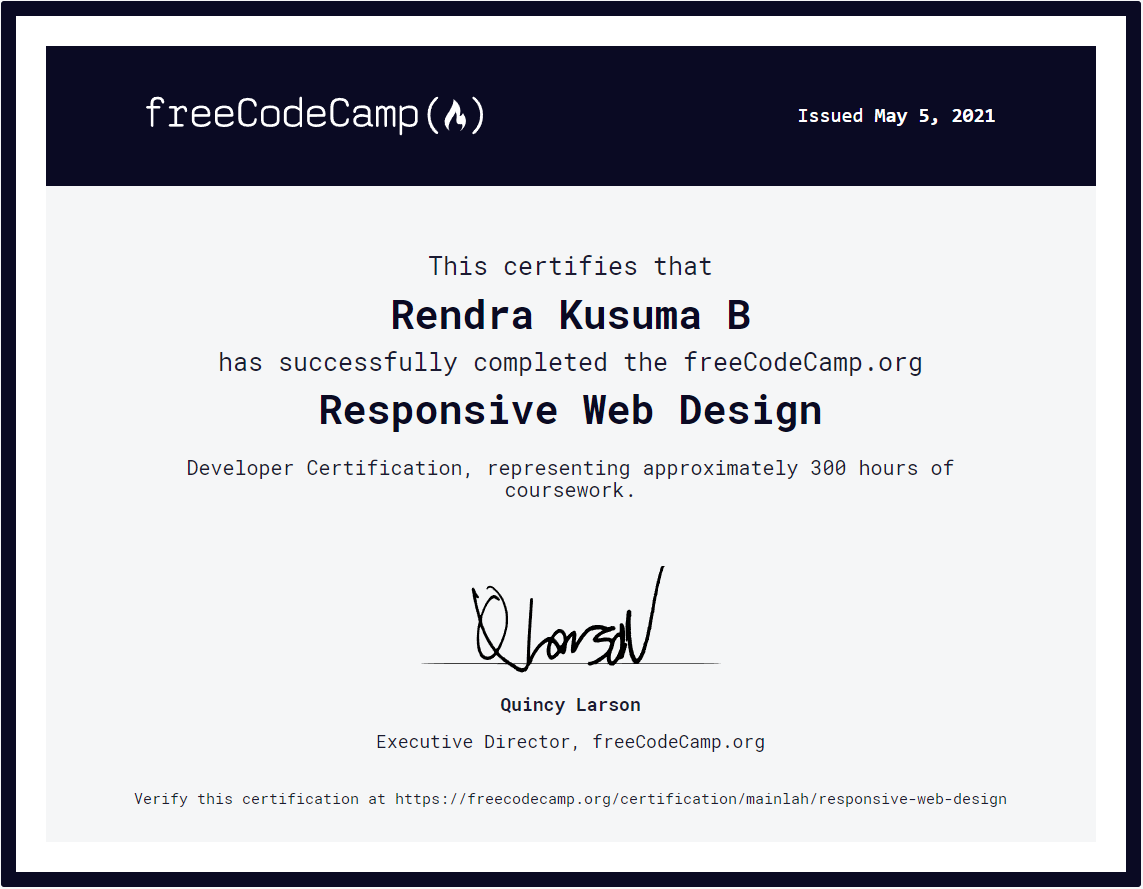 freeCodeCamp(🔥)
Issued May 5, 2021
This certifies that
Rendra Kusuma B
has successfully completed the freeCodeCamp.org
Responsive Web Design
Developer Certification, representing approximately 300 hours of
coursework.
Q Larson
Quincy Larson
Executive Director, freeCodeCamp.org
Verify this certification at https://freecodecamp.org/certification/mainlah/responsive-web-design